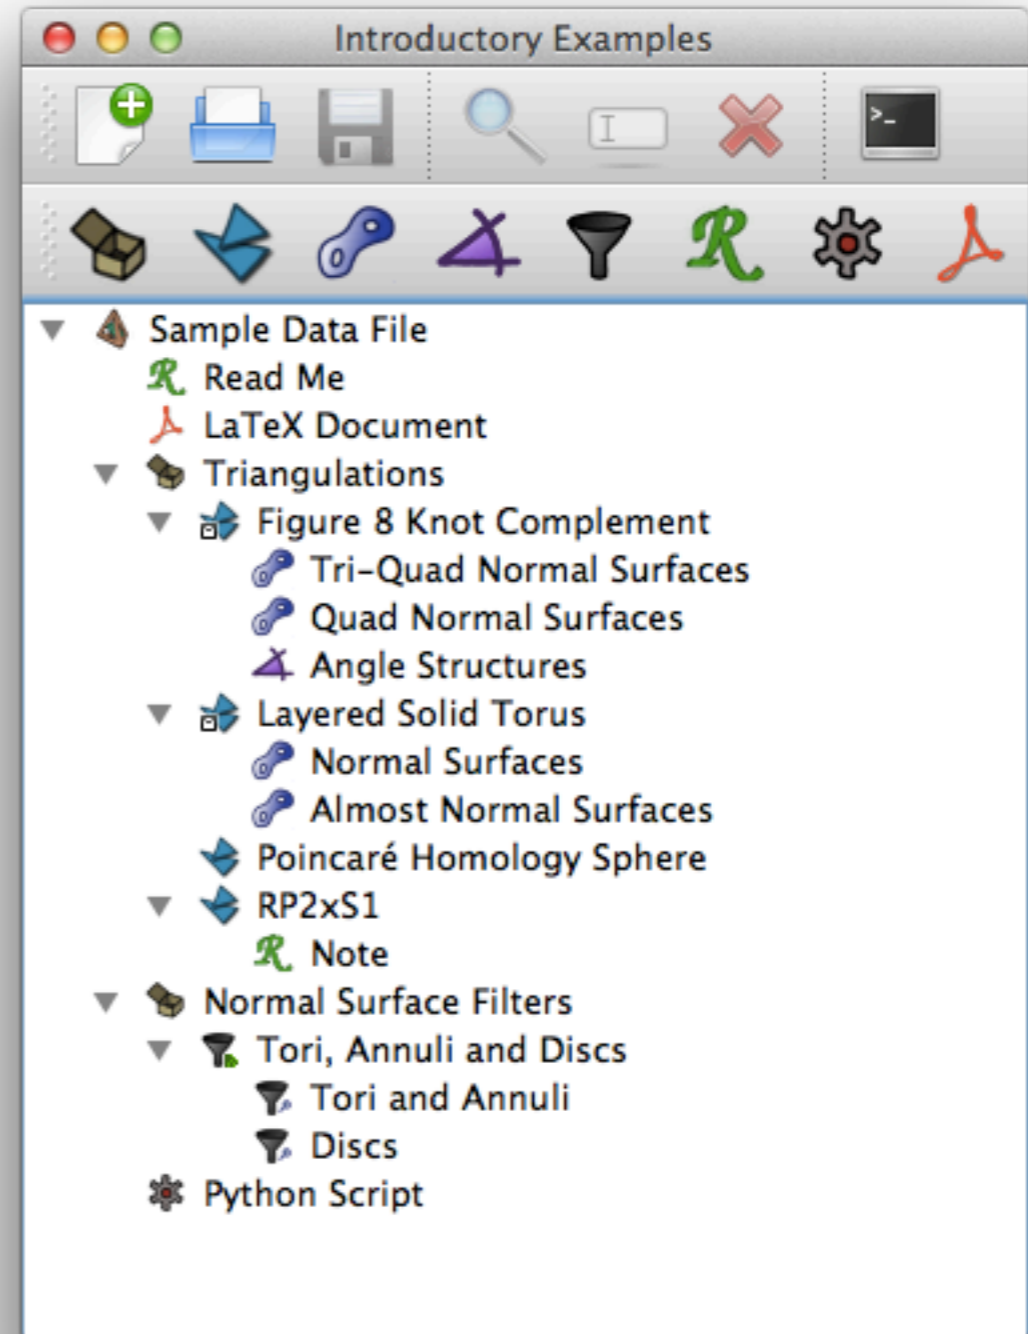 Introductory Examples
Sample Data File
Read Me
LaTeX Document
Triangulations
Figure 8 Knot Complement
Tri-Quad Normal Surfaces
Quad Normal Surfaces
Angle Structures
Layered Solid Torus
Normal Surfaces
Almost Normal Surfaces
Poincaré Homology Sphere
RP2xS1
Note
Normal Surface Filters
Tori, Annuli and Discs
Tori and Annuli
Discs
Python Script